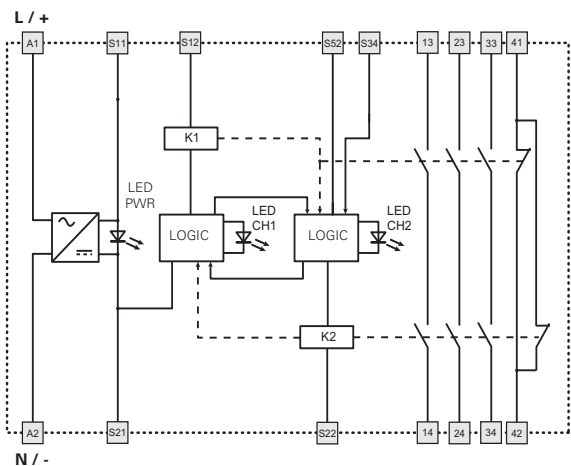 L / +
A1 S11 S12 S52 S34 13 23 33 41
K1
LED
PWR
LOGIC
LED
CH1
LOGIC
LED
CH2
K2
A2 S21 S22 14 24 34 42
N / -